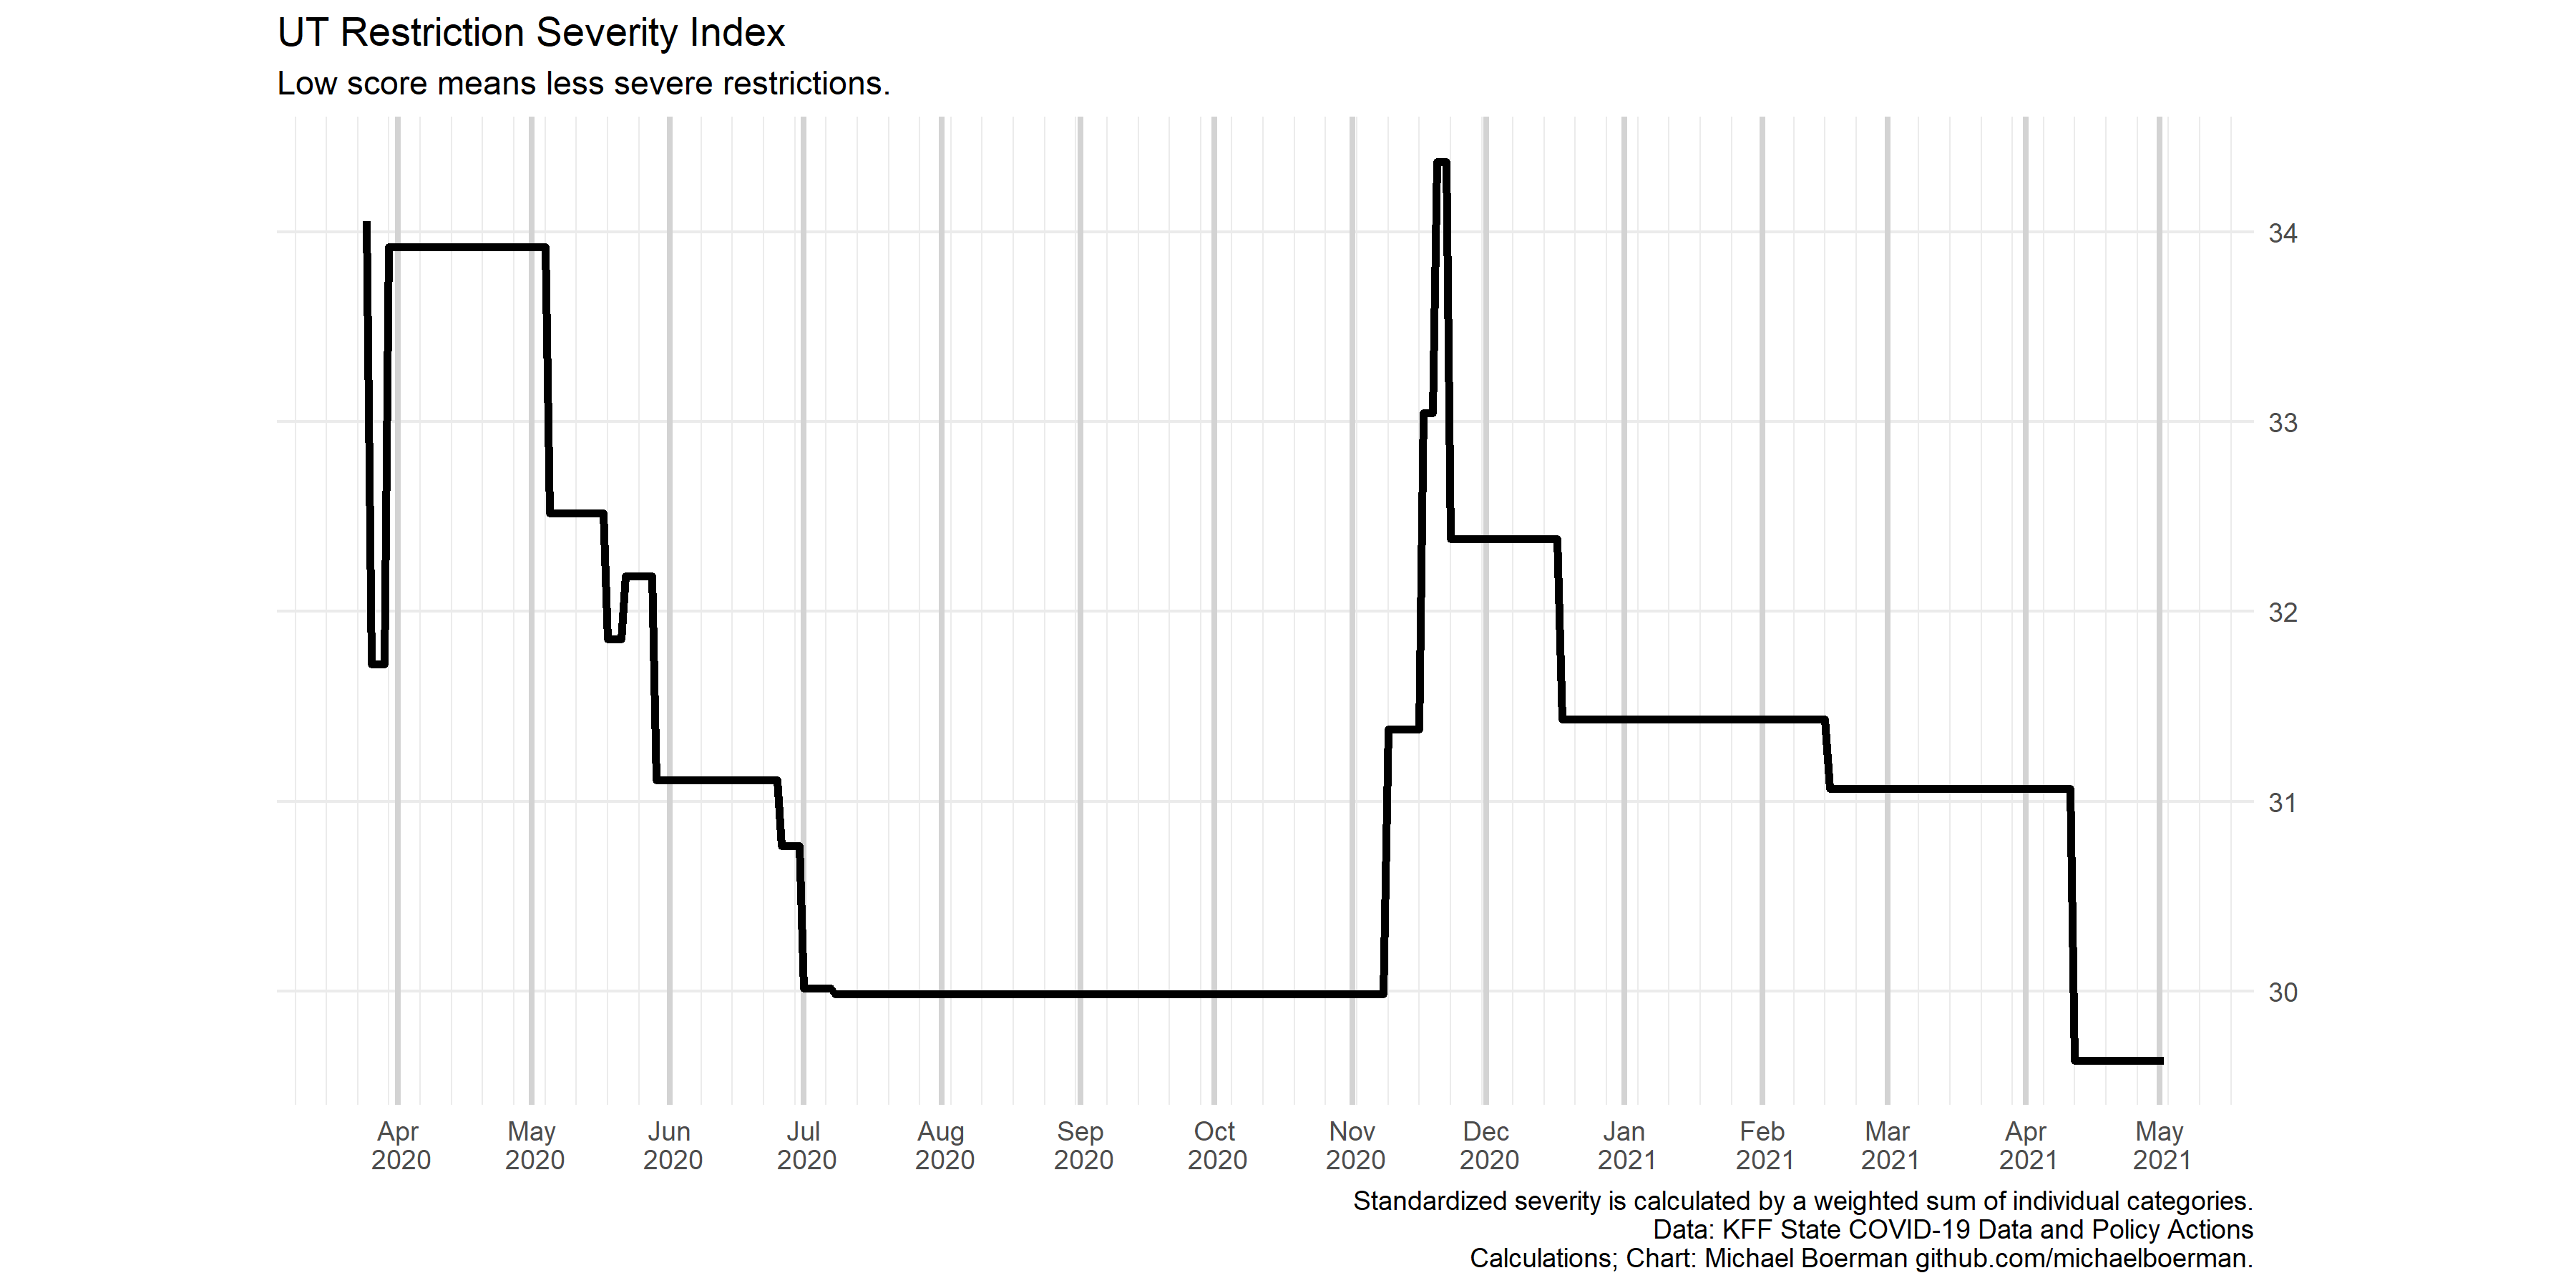 UT Restriction Severity Index
Low score means less severe restrictions.
34
33
32
31
30
Apr May Jun Jul Aug Sep Oct Nov Dec Jan Feb Mar Apr May
2020 2020 2020 2020 2020 2020 2020 2020 2020 2021 2021 2021 2021 2021
Standardized severity is calculated by a weighted sum of individual categories.
Data: KFF State COVID-19 Data and Policy Actions
Calculations; Chart: Michael Boerman github.com/michaelboerman.